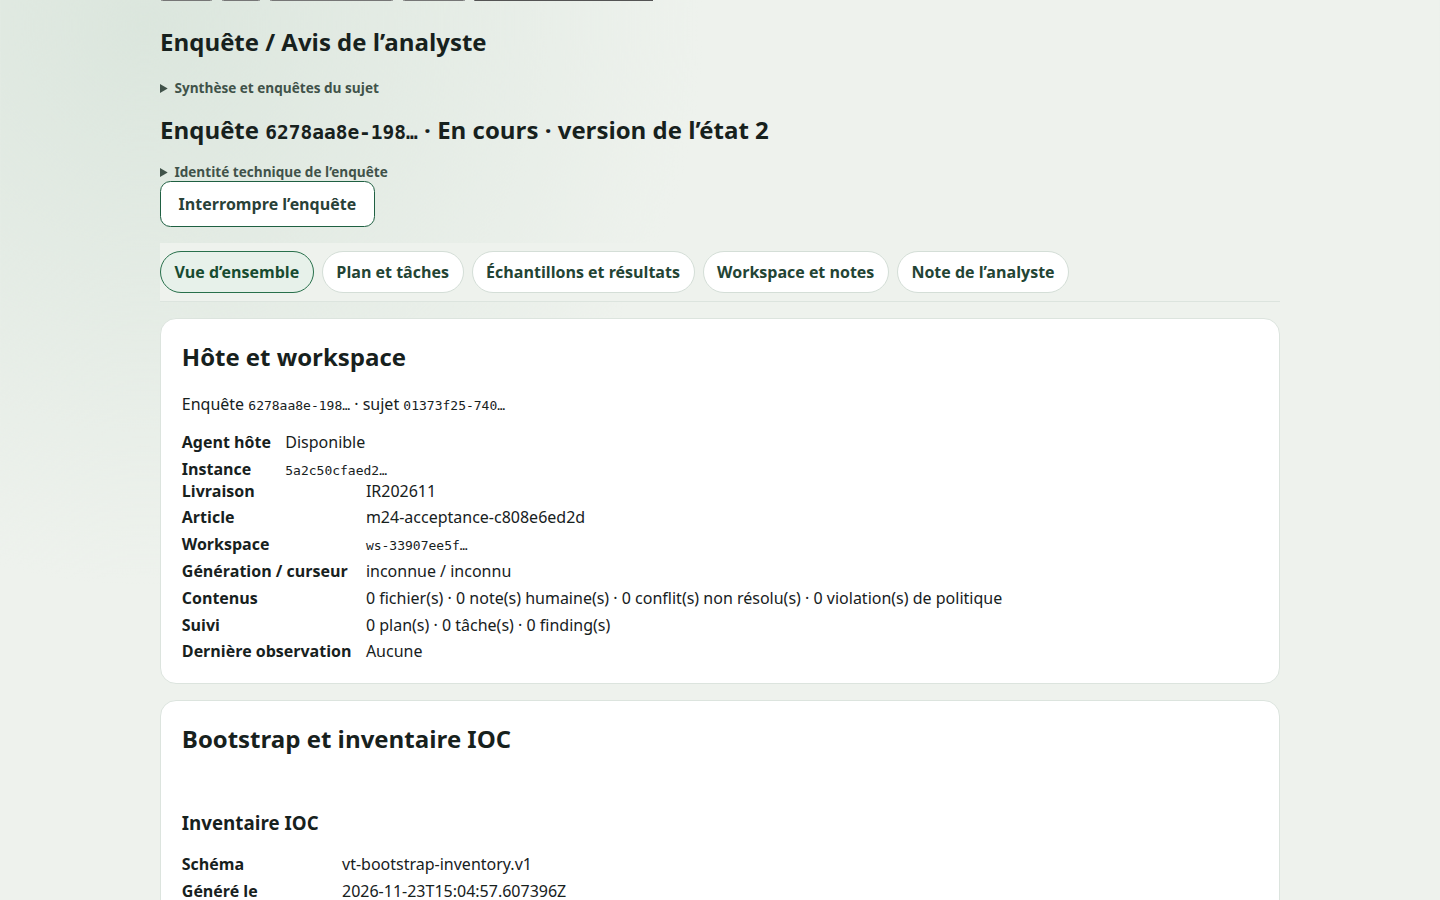 Enquête / Avis de l’analyste
▶ Synthèse et enquêtes du sujet
Enquête 6278aa8e-198… · En cours · version de l’état 2
▶ Identité technique de l’enquête
Interrompre l’enquête
Vue d’ensemble Plan et tâches Échantillons et résultats Workspace et notes Note de l’analyste
Hôte et workspace
Enquête 6278aa8e-198… · sujet 01373f25-740…
Agent hôte Disponible
Instance 5a2c50cfaed2…
Livraison IR202611
Article m24-acceptance-c808e6ed2d
Workspace ws-33907ee5f…
Génération / curseur inconnue / inconnu
Contenus 0 fichier(s) · 0 note(s) humaine(s) · 0 conflit(s) non résolu(s) · 0 violation(s) de politique
Suivi 0 plan(s) · 0 tâche(s) · 0 finding(s)
Dernière observation Aucune
Bootstrap et inventaire IOC
Inventaire IOC
Schéma vt-bootstrap-inventory.v1
Généré le 2026-11-23T15:04:57.607396Z